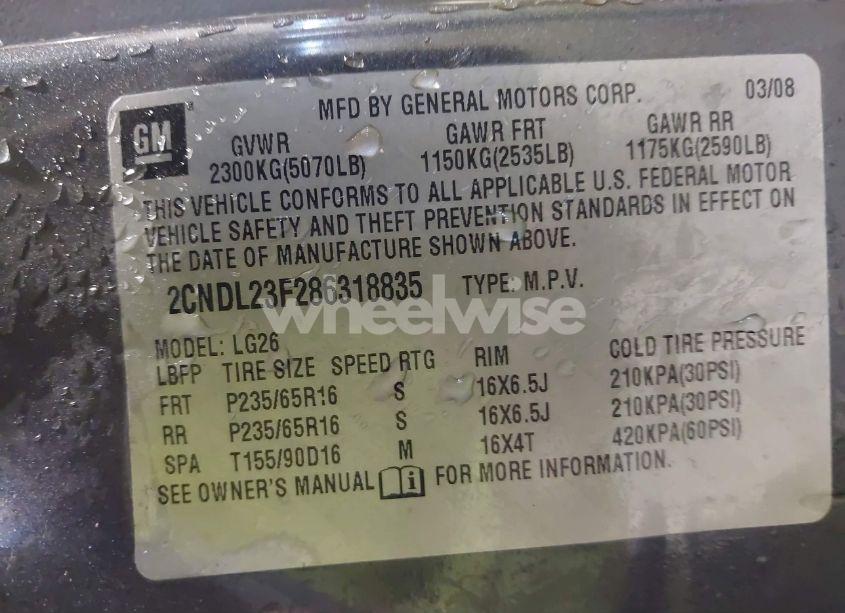 MFD BY GENERAL MOTORS CORP. 03/08
GM
GVWR GAWR FRT GAWR RR
2300KG(5070LB) 1150KG(2535LB) 1175KG(2590LB)
THIS VEHICLE CONFORMS TO ALL APPLICABLE U.S. FEDERAL MOTOR
VEHICLE SAFETY AND THEFT PREVENTION STANDARDS IN EFFECT ON
THE DATE OF MANUFACTURE SHOWN ABOVE.
2CNDL23F286318835 TYPE: M.P.V.
wheelwise
MODEL: LG26
LBFP TIRE SIZE SPEED RTG RIM COLD TIRE PRESSURE
FRT P235/65R16 S 16X6.5J 210KPA(30PSI)
RR P235/65R16 S 16X6.5J 210KPA(30PSI)
SPA T155/90D16 M 16X4T 420KPA(60PSI)
SEE OWNER'S MANUAL i FOR MORE INFORMATION.